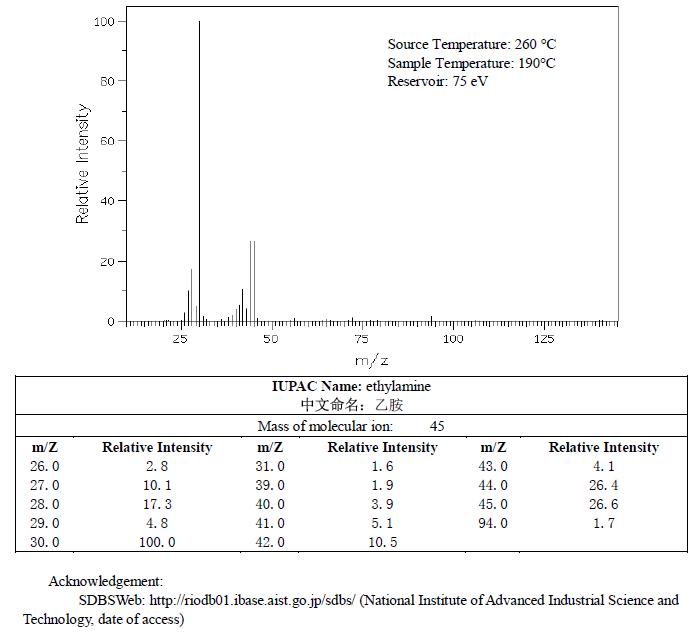 100
80
60
40
20
0
Relative Intensity
Source Temperature: 260 °C
Sample Temperature: 190°C
Reservoir: 75 eV
25 50 75 100 125
m/z
IUPAC Name: ethylamine
中文命名：乙胺
Mass of molecular ion: 45
m/Z Relative Intensity m/Z Relative Intensity m/Z Relative Intensity
26.0 2.8 31.0 1.6 43.0 4.1
27.0 10.1 39.0 1.9 44.0 26.4
28.0 17.3 40.0 3.9 45.0 26.6
29.0 4.8 41.0 5.1 94.0 1.7
30.0 100.0 42.0 10.5
Acknowledgement:
SDBSWeb: http://riodb01.ibase.aist.go.jp/sdbs/ (National Institute of Advanced Industrial Science and
Technology, date of access)